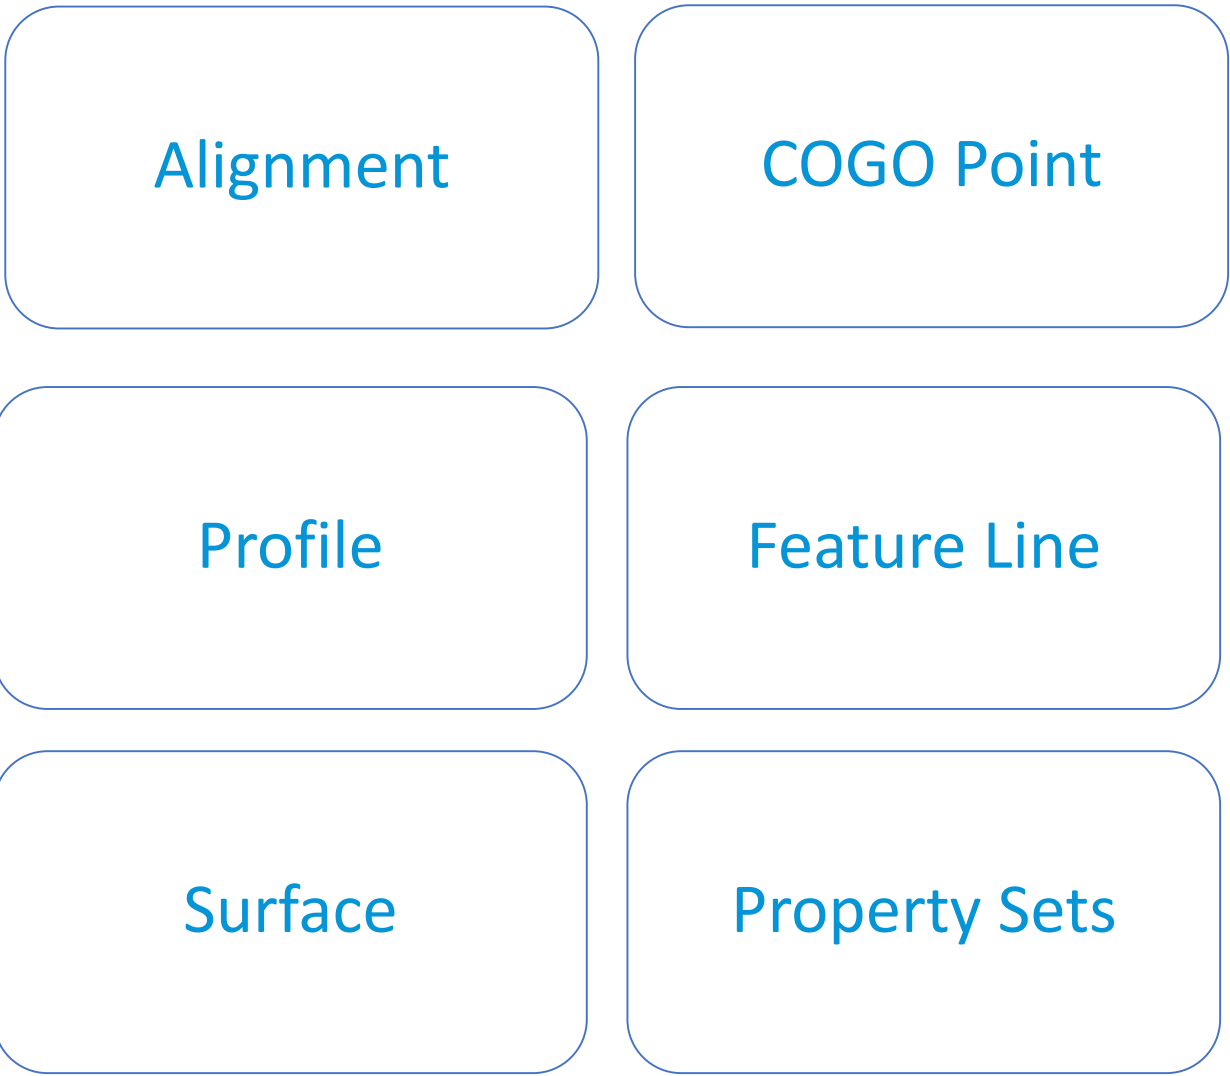 Alignment
COGO Point
Profile
Feature Line
Surface
Property Sets